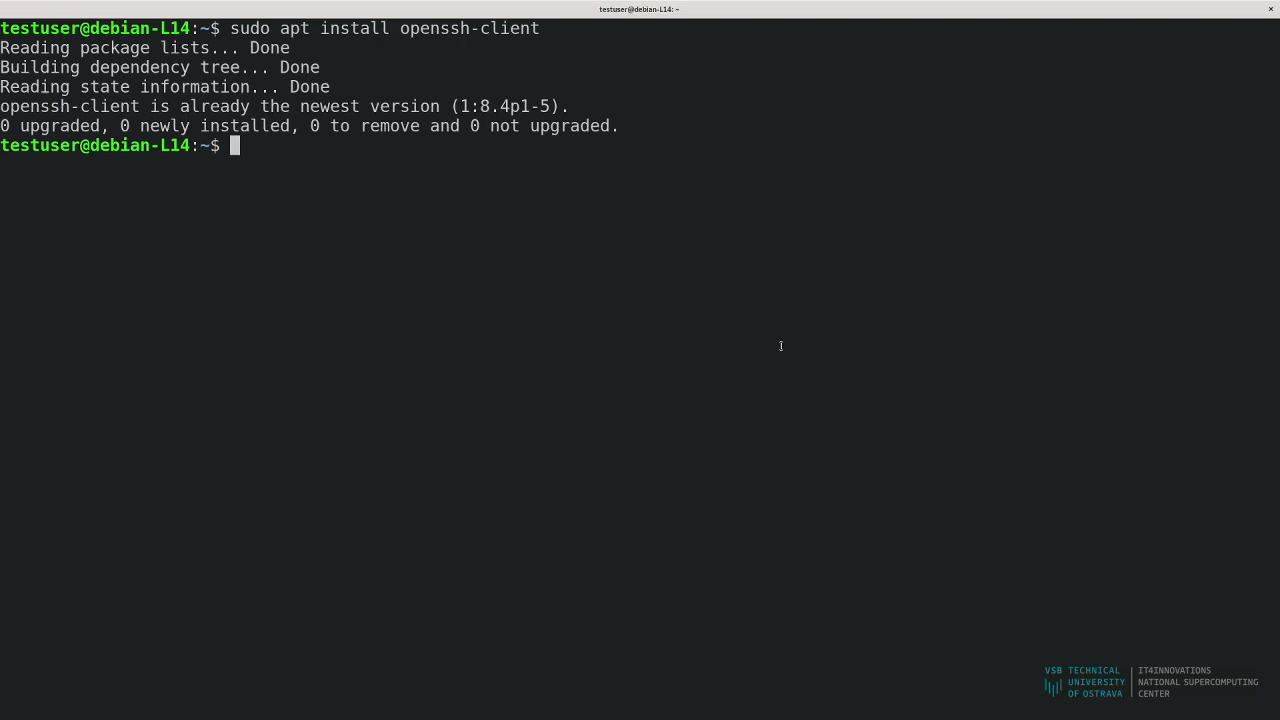 testuser@debian-L14: ~
testuser@debian-L14:~$ sudo apt install openssh-client
Reading package lists... Done
Building dependency tree... Done
Reading state information... Done
openssh-client is already the newest version (1:8.4p1-5).
0 upgraded, 0 newly installed, 0 to remove and 0 not upgraded.
testuser@debian-L14:~$
VSB TECHNICAL
UNIVERSITY
OF OSTRAVA
IT4INNOVATIONS
NATIONAL SUPERCOMPUTING
CENTER